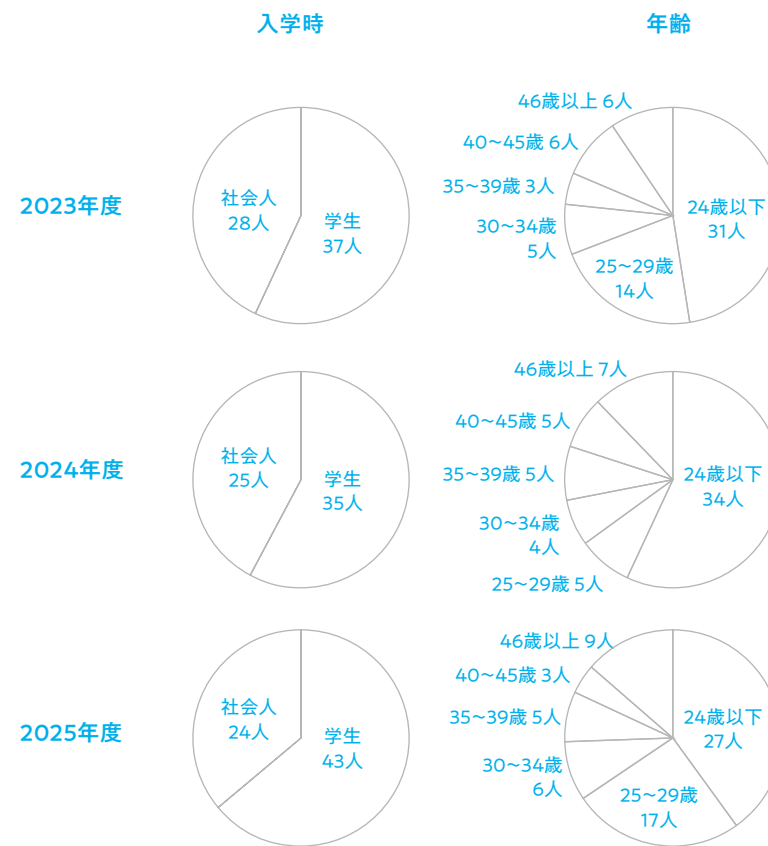 入学時
年齢
2023年度
社会人
28人
学生
37人
46歳以上 6人
40~45歳 6人
35~39歳 3人
30~34歳
5人
25~29歳
14人
24歳以下
31人
2024年度
社会人
25人
学生
35人
46歳以上 7人
40~45歳 5人
35~39歳 5人
30~34歳
4人
25~29歳 5人
24歳以下
34人
2025年度
社会人
24人
学生
43人
46歳以上 9人
40~45歳 3人
35~39歳 5人
30~34歳
6人
25~29歳
17人
24歳以下
27人